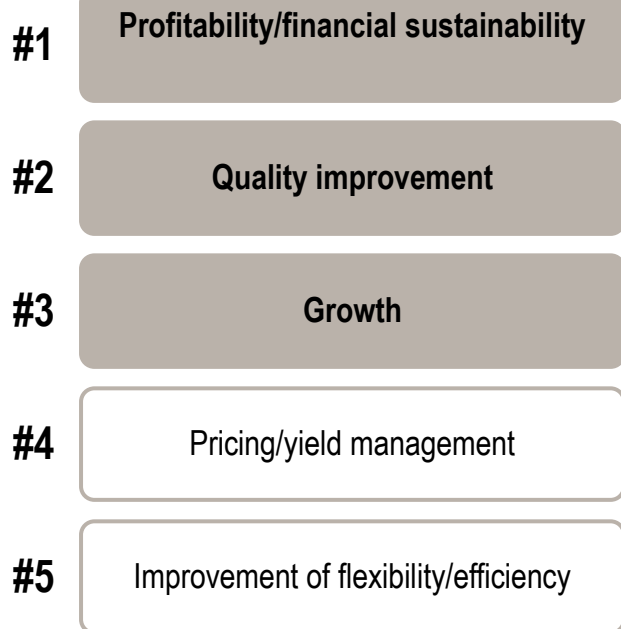 #1 Profitability/financial sustainability
#2 Quality improvement
#3 Growth
#4 Pricing/yield management
#5 Improvement of flexibility/efficiency